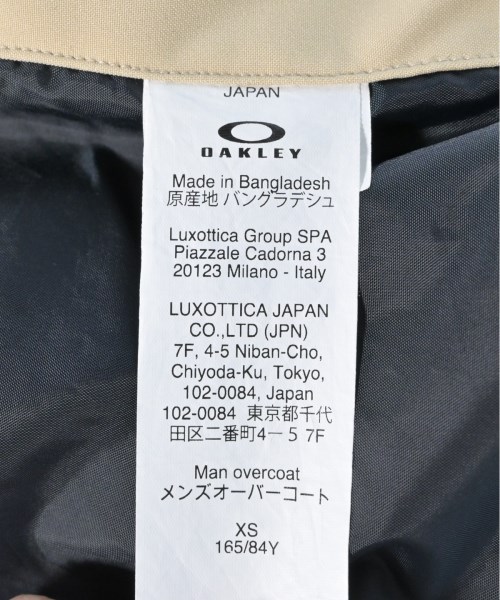 JAPAN
OAKLEY
Made in Bangladesh
原産地 バングラデシュ
Luxottica Group SPA
Piazzale Cadorna 3
20123 Milano - Italy
LUXOTTICA JAPAN
CO.,LTD (JPN)
7F, 4-5 Niban-Cho,
Chiyoda-Ku, Tokyo,
102-0084, Japan
102-0084 東京都千代
田区二番町4－５ 7F
Man overcoat
メンズオーバーコート
XS
165/84Y